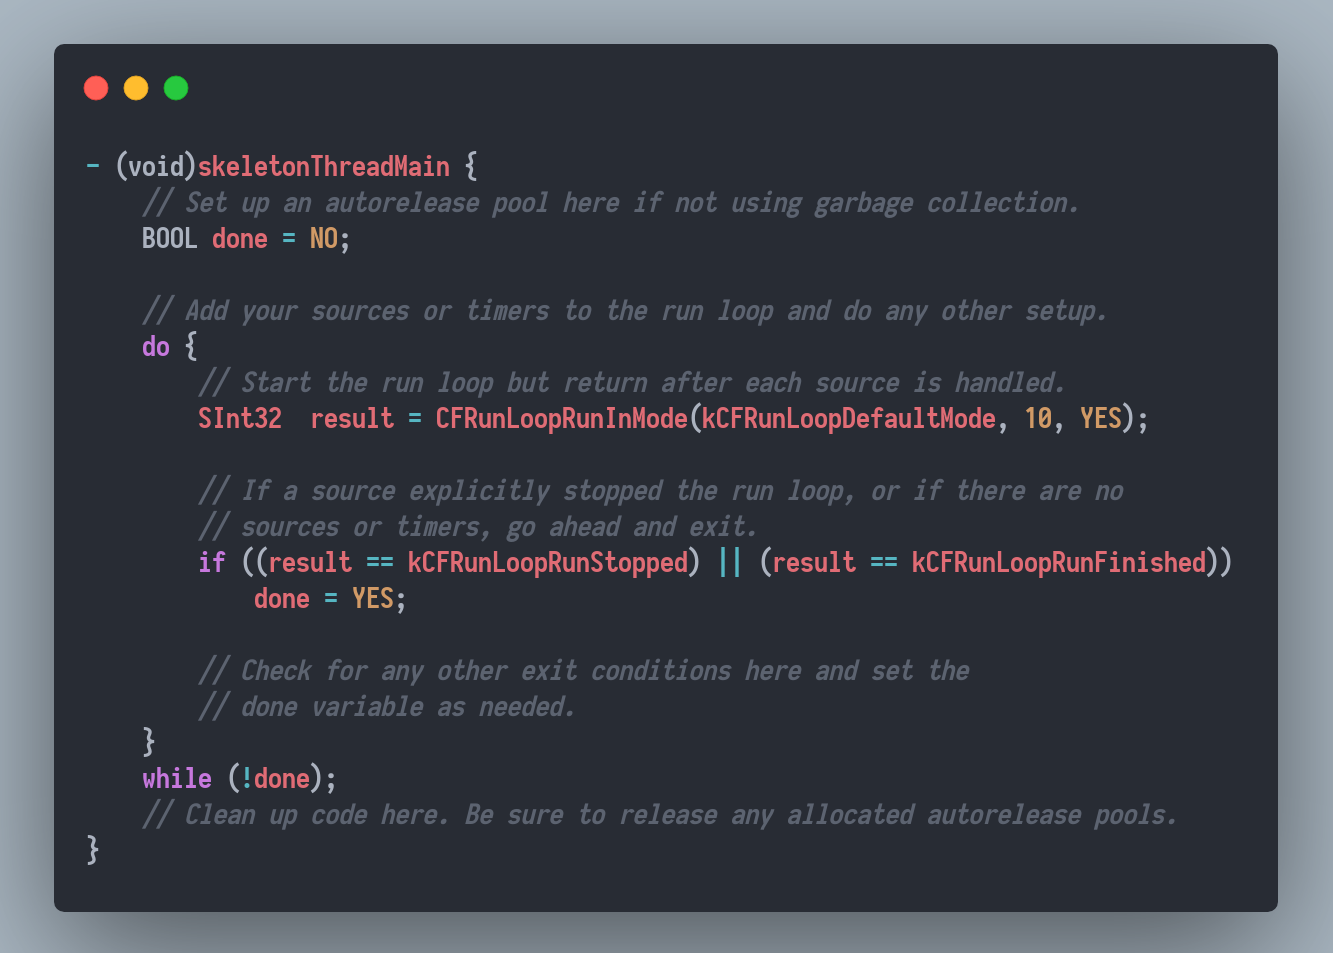 - (void)skeletonThreadMain {
    // Set up an autorelease pool here if not using garbage collection.
    BOOL done = NO;

    // Add your sources or timers to the run loop and do any other setup.
    do {
        // Start the run loop but return after each source is handled.
        SInt32  result = CFRunLoopRunInMode(kCFRunLoopDefaultMode, 10, YES);

        // If a source explicitly stopped the run loop, or if there are no
        // sources or timers, go ahead and exit.
        if ((result == kCFRunLoopRunStopped) || (result == kCFRunLoopRunFinished))
            done = YES;

        // Check for any other exit conditions here and set the
        // done variable as needed.
    }
    while (!done);
    // Clean up code here. Be sure to release any allocated autorelease pools.
}